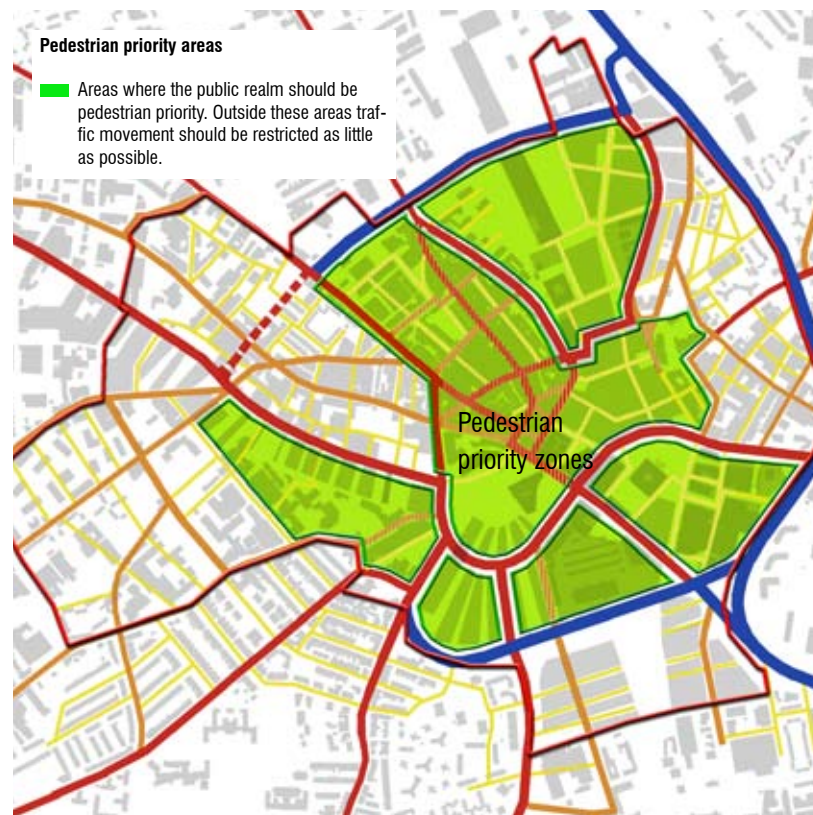 Pedestrian priority areas
Areas where the public realm should be
pedestrian priority. Outside these areas traf-
fic movement should be restricted as little
as possible.
Pedestrian
priority zones